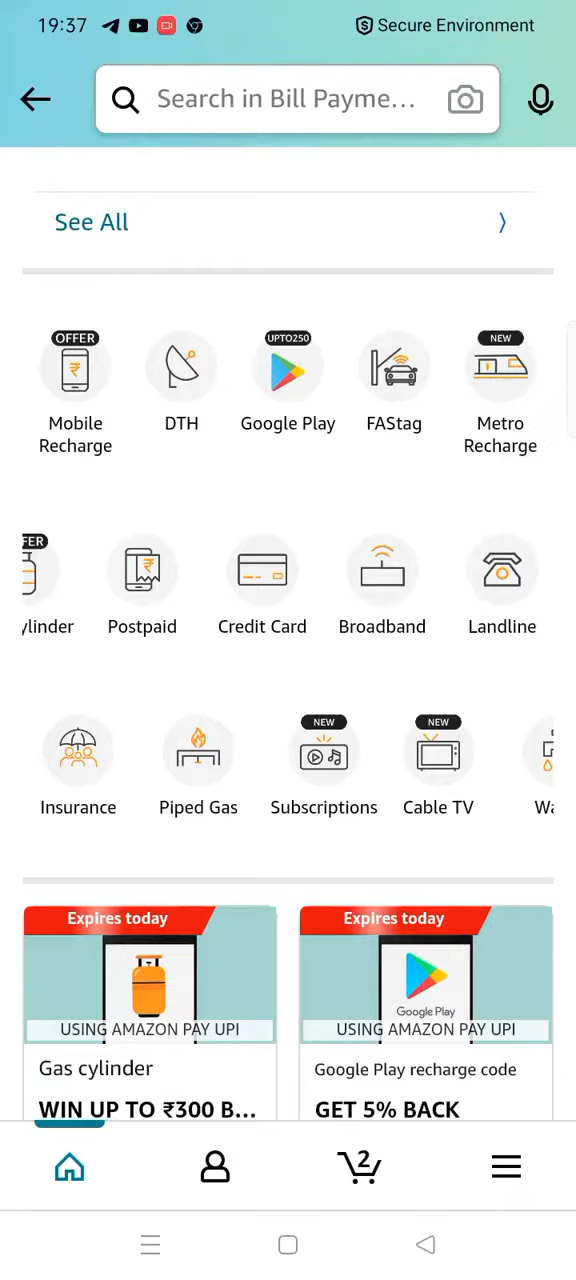 19:37
Secure Environment
Search in Bill Payme...
See All
OFFER
UPTO250
NEW
Mobile Recharge
DTH
Google Play
FAStag
Metro Recharge
FER
ylinder
Postpaid
Credit Card
Broadband
Landline
NEW
NEW
Insurance
Piped Gas
Subscriptions
Cable TV
Wa
Expires today
USING AMAZON PAY UPI
Gas cylinder
WIN UP TO ₹300 B...
Expires today
Google Play
USING AMAZON PAY UPI
Google Play recharge code
GET 5% BACK
2